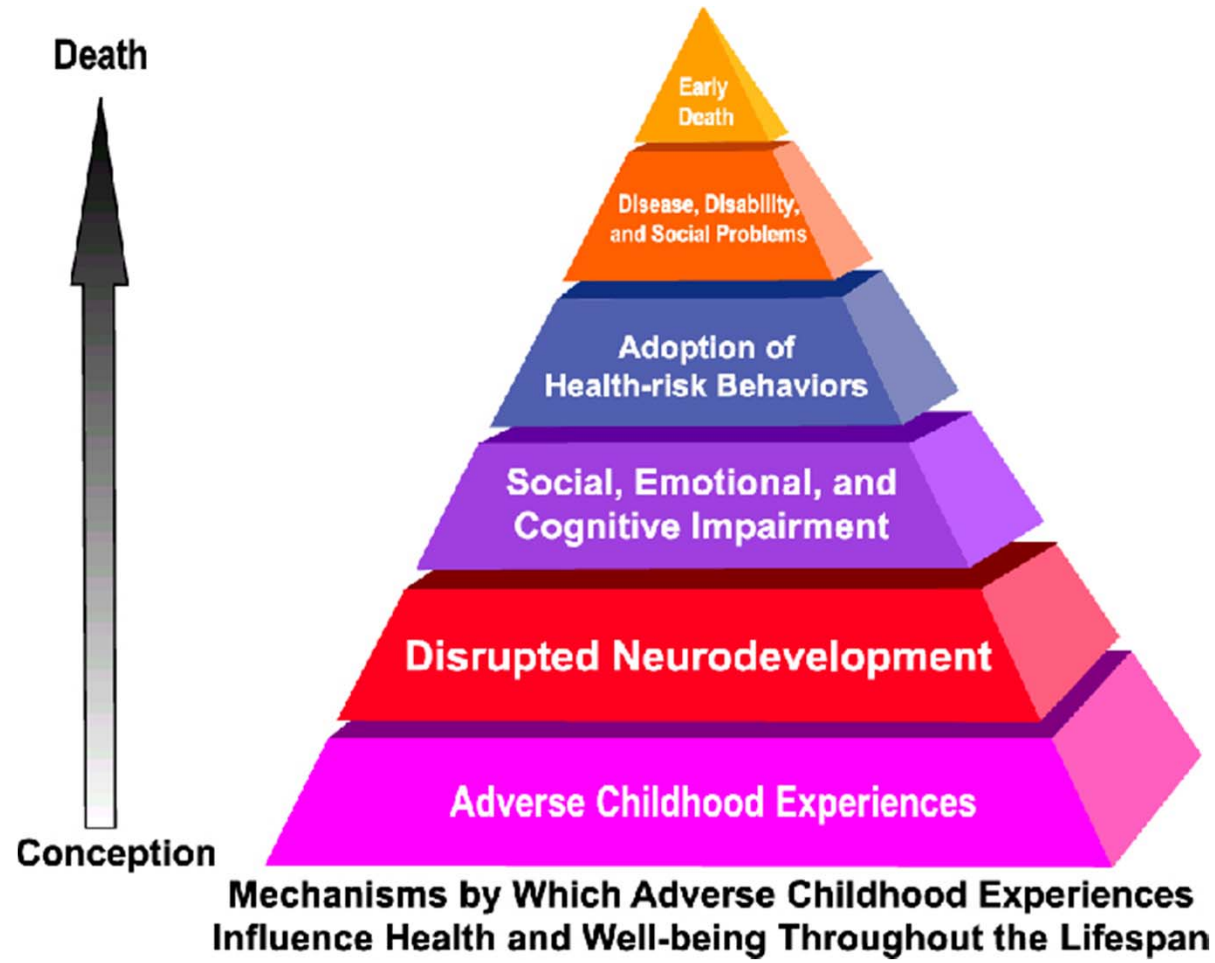 Death
Early
Death
Disease, Disability,
and Social Problems
Adoption of
Health-risk Behaviors
Social, Emotional, and
Cognitive Impairment
Disrupted Neurodevelopment
Adverse Childhood Experiences
Conception
Mechanisms by Which Adverse Childhood Experiences
Influence Health and Well-being Throughout the Lifespan